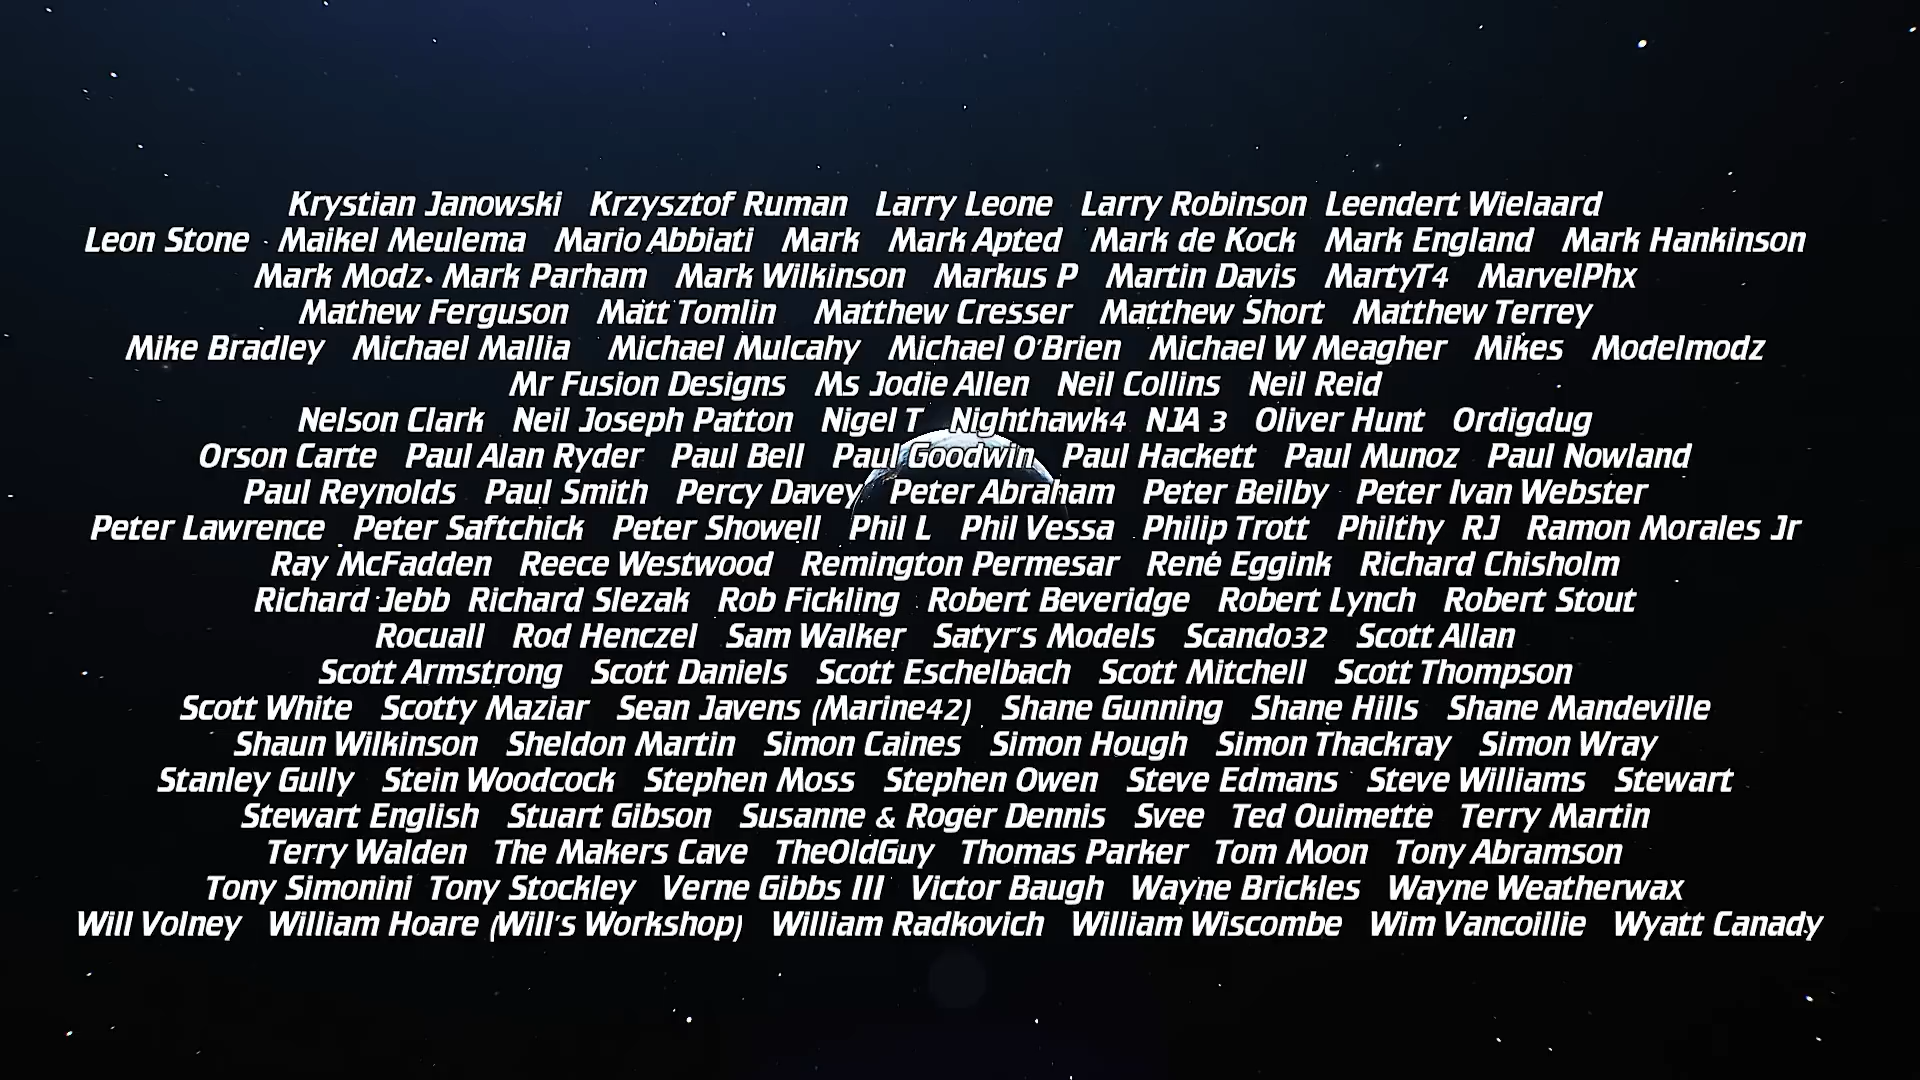 Krystian Janowski Krzysztof Ruman Larry Leone Larry Robinson Leendert Wielaard
Leon Stone Maikel Meulema Mario Abbiati Mark Mark Apted Mark de Kock Mark England Mark Hankinson
Mark Modz Mark Parham Mark Wilkinson Markus P Martin Davis MartyT4 MarvelPhx
Mathew Ferguson Matt Tomlin Matthew Cresser Matthew Short Matthew Terrey
Mike Bradley Michael Mallia Michael Mulcahy Michael O'Brien Michael W Meagher Mikes Modelmodz
Mr Fusion Designs Ms Jodie Allen Neil Collins Neil Reid
Nelson Clark Neil Joseph Patton Nigel T Nighthawk4 NJA 3 Oliver Hunt Ordigdug
Orson Carte Paul Alan Ryder Paul Bell Paul Goodwin Paul Hackett Paul Munoz Paul Nowland
Paul Reynolds Paul Smith Percy Davey Peter Abraham Peter Beilby Peter Ivan Webster
Peter Lawrence Peter Saftchick Peter Showell Phil L Phil Vessa Philip Trott Philthy RJ Ramon Morales Jr
Ray McFadden Reece Westwood Remington Permesar René Eggink Richard Chisholm
Richard Jebb Richard Slezak Rob Fickling Robert Beveridge Robert Lynch Robert Stout
Rocuall Rod Henczel Sam Walker Satyr's Models Scando32 Scott Allan
Scott Armstrong Scott Daniels Scott Eschelbach Scott Mitchell Scott Thompson
Scott White Scotty Maziar Sean Javens (Marine42) Shane Gunning Shane Hills Shane Mandeville
Shaun Wilkinson Sheldon Martin Simon Caines Simon Hough Simon Thackray Simon Wray
Stanley Gully Stein Woodcock Stephen Moss Stephen Owen Steve Edmans Steve Williams Stewart
Stewart English Stuart Gibson Susanne & Roger Dennis Svee Ted Ouimette Terry Martin
Terry Walden The Makers Cave TheOldGuy Thomas Parker Tom Moon Tony Abramson
Tony Simonini Tony Stockley Verne Gibbs III Victor Baugh Wayne Brickles Wayne Weatherwax
Will Volney William Hoare (Will's Workshop) William Radkovich William Wiscombe Wim Vancoillie Wyatt Canady